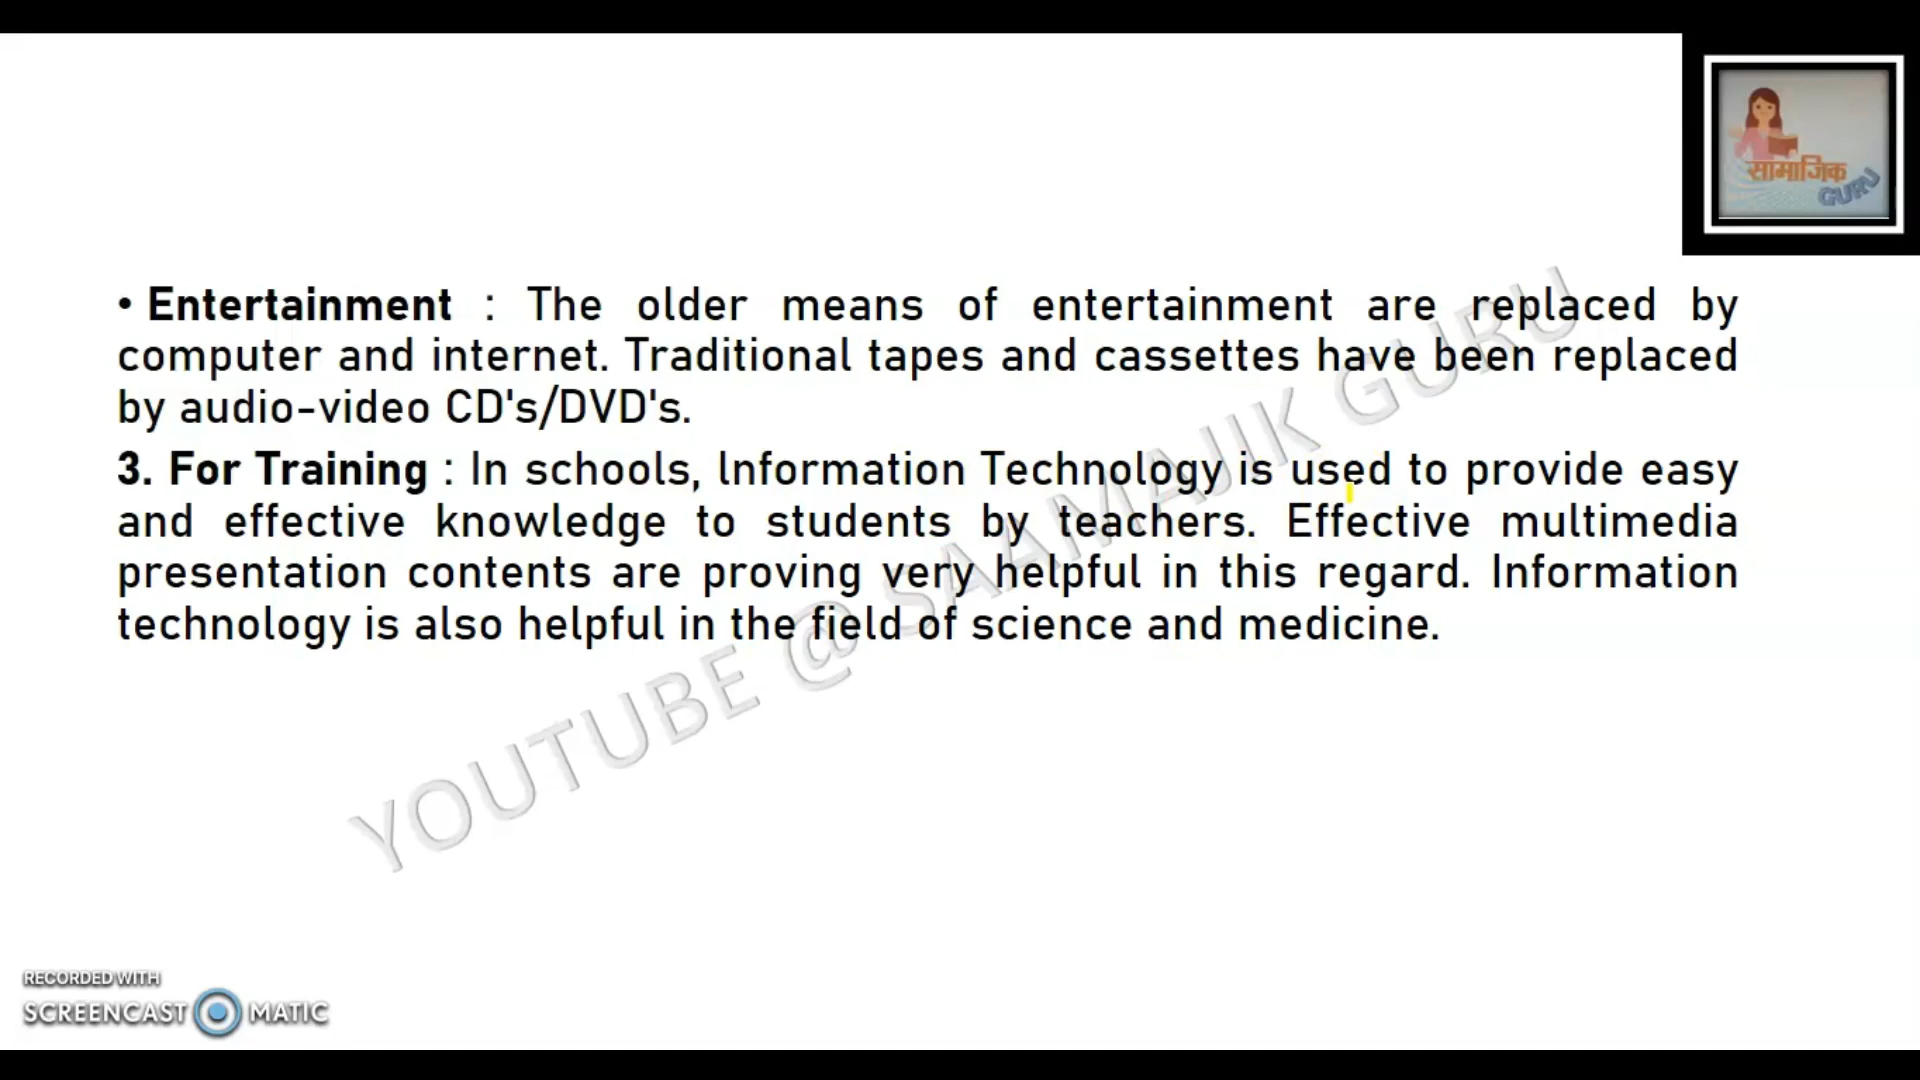 सामाजिक
GURU
• Entertainment : The older means of entertainment are replaced by
computer and internet. Traditional tapes and cassettes have been replaced
by audio-video CD's/DVD's.
3. For Training : In schools, lnformation Technology is used to provide easy
and effective knowledge to students by teachers. Effective multimedia
presentation contents are proving very helpful in this regard. Information
technology is also helpful in the field of science and medicine.
YOUTUBE @ SAAMAJIK GURU
RECORDED WITH
SCREENCAST MATIC